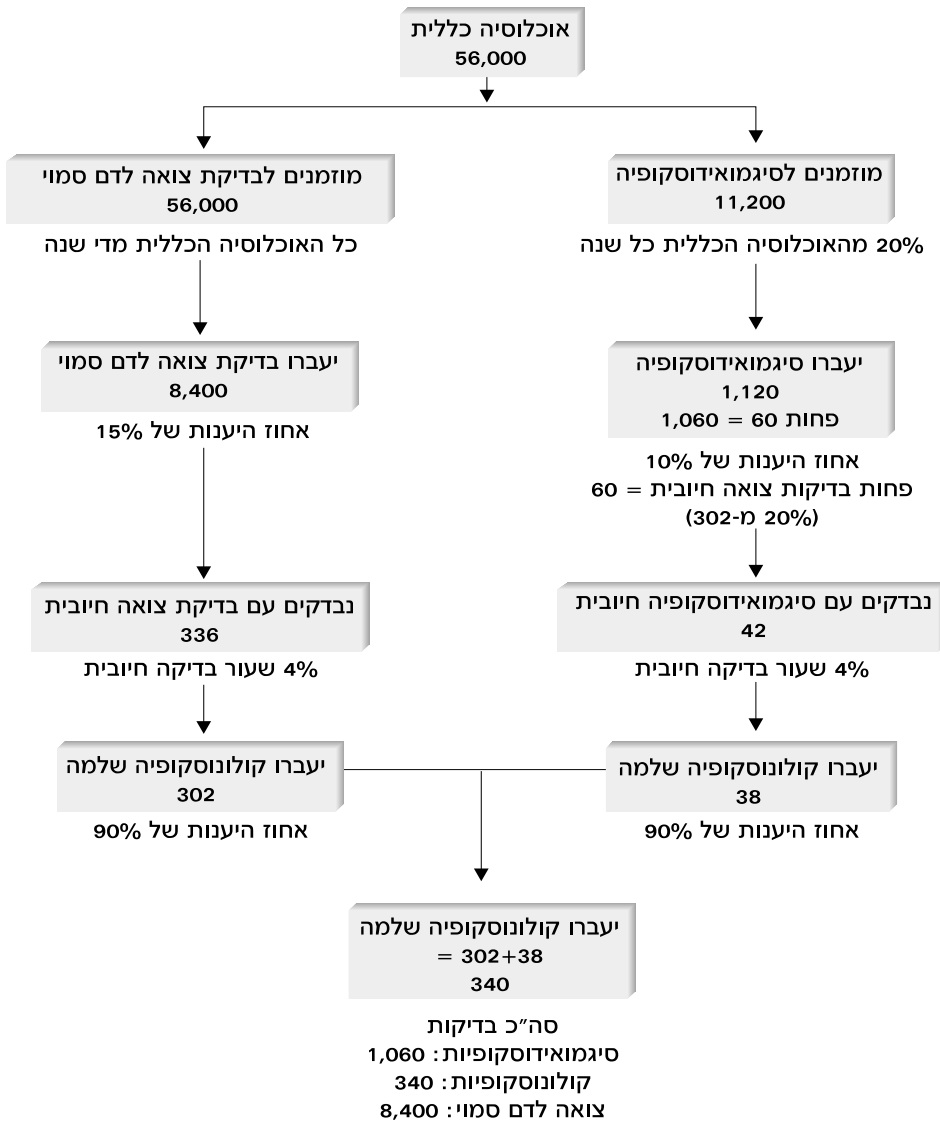 אוכלוסיה כללית
56,000
מוזמנים לסיגמואידוסקופיה
11,200
20% מהאוכלוסיה הכללית כל שנה
יעברו סיגמואידוסקופיה
1,120
פחות 60 = 1,060
אחוז היענות של 10%
פחות בדיקות צואה חיובית = 60
(20% מ-302)
נבדקים עם סיגמואידוסקופיה חיובית
42
4% שעור בדיקה חיובית
יעברו קולונוסקופיה שלמה
38
אחוז היענות של 90%
מוזמנים לבדיקת צואה לדם סמוי
56,000
כל האוכלוסיה הכללית מדי שנה
יעברו בדיקת צואה לדם סמוי
8,400
אחוז היענות של 15%
נבדקים עם בדיקת צואה חיובית
336
4% שעור בדיקה חיובית
יעברו קולונוסקופיה שלמה
302
אחוז היענות של 90%
יעברו קולונוסקופיה שלמה
= 302+38
340
סה״כ בדיקות
סיגמואידוסקופיות: 1,060
קולונוסקופיות: 340
צואה לדם סמוי: 8,400